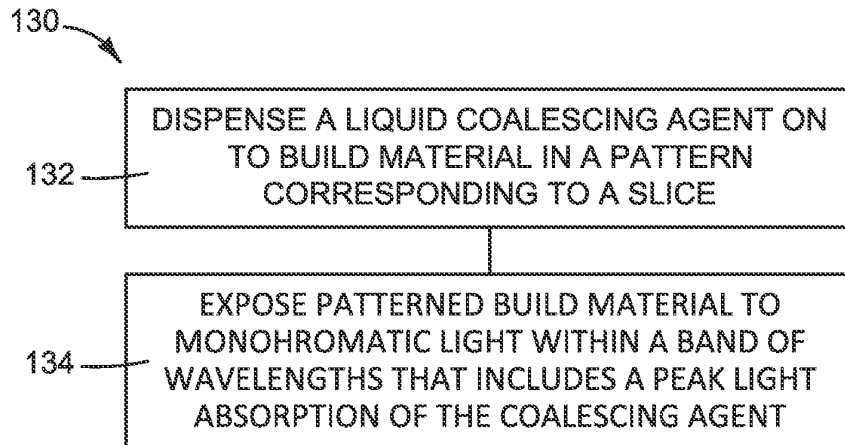 130
DISPENSE A LIQUID COALESCING AGENT ON
TO BUILD MATERIAL IN A PATTERN
CORRESPONDING TO A SLICE
132
EXPOSE PATTERNED BUILD MATERIAL TO
MONOHROMATIC LIGHT WITHIN A BAND OF
WAVELENGTHS THAT INCLUDES A PEAK LIGHT
ABSORPTION OF THE COALESCING AGENT
134